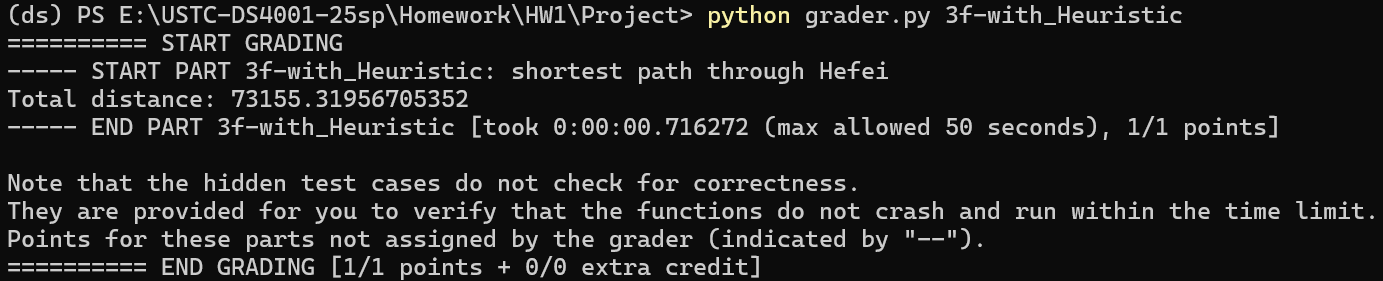 (ds) PS E:\USTC-DS4001-25sp\Homework\HW1\Project> python grader.py 3f-with_Heuristic
========== START GRADING
----- START PART 3f-with_Heuristic: shortest path through Hefei
Total distance: 73155.31956705352
----- END PART 3f-with_Heuristic [took 0:00:00.716272 (max allowed 50 seconds), 1/1 points]
Note that the hidden test cases do not check for correctness.
They are provided for you to verify that the functions do not crash and run within the time limit.
Points for these parts not assigned by the grader (indicated by "--").
========== END GRADING [1/1 points + 0/0 extra credit]